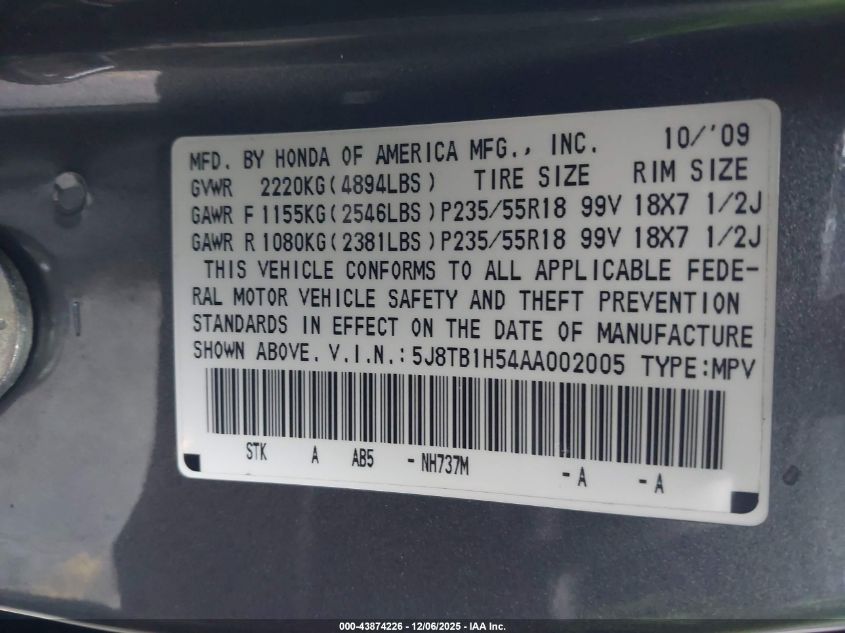 MFD. BY HONDA OF AMERICA MFG., INC. 10/'09
GVWR 2220KG(4894LBS) TIRE SIZE RIM SIZE
GAWR F 1155KG(2546LBS) P235/55R18 99V 18X7 1/2J
GAWR R 1080KG(2381LBS) P235/55R18 99V 18X7 1/2J
THIS VEHICLE CONFORMS TO ALL APPLICABLE FEDE-
RAL MOTOR VEHICLE SAFETY AND THEFT PREVENTION
STANDARDS IN EFFECT ON THE DATE OF MANUFACTURE
SHOWN ABOVE. V.I.N.: 5J8TB1H54AA002005 TYPE:MPV
STK A AB5 - NH737M - A - A
000-43874226 - 12/06/2025 - IAA Inc.